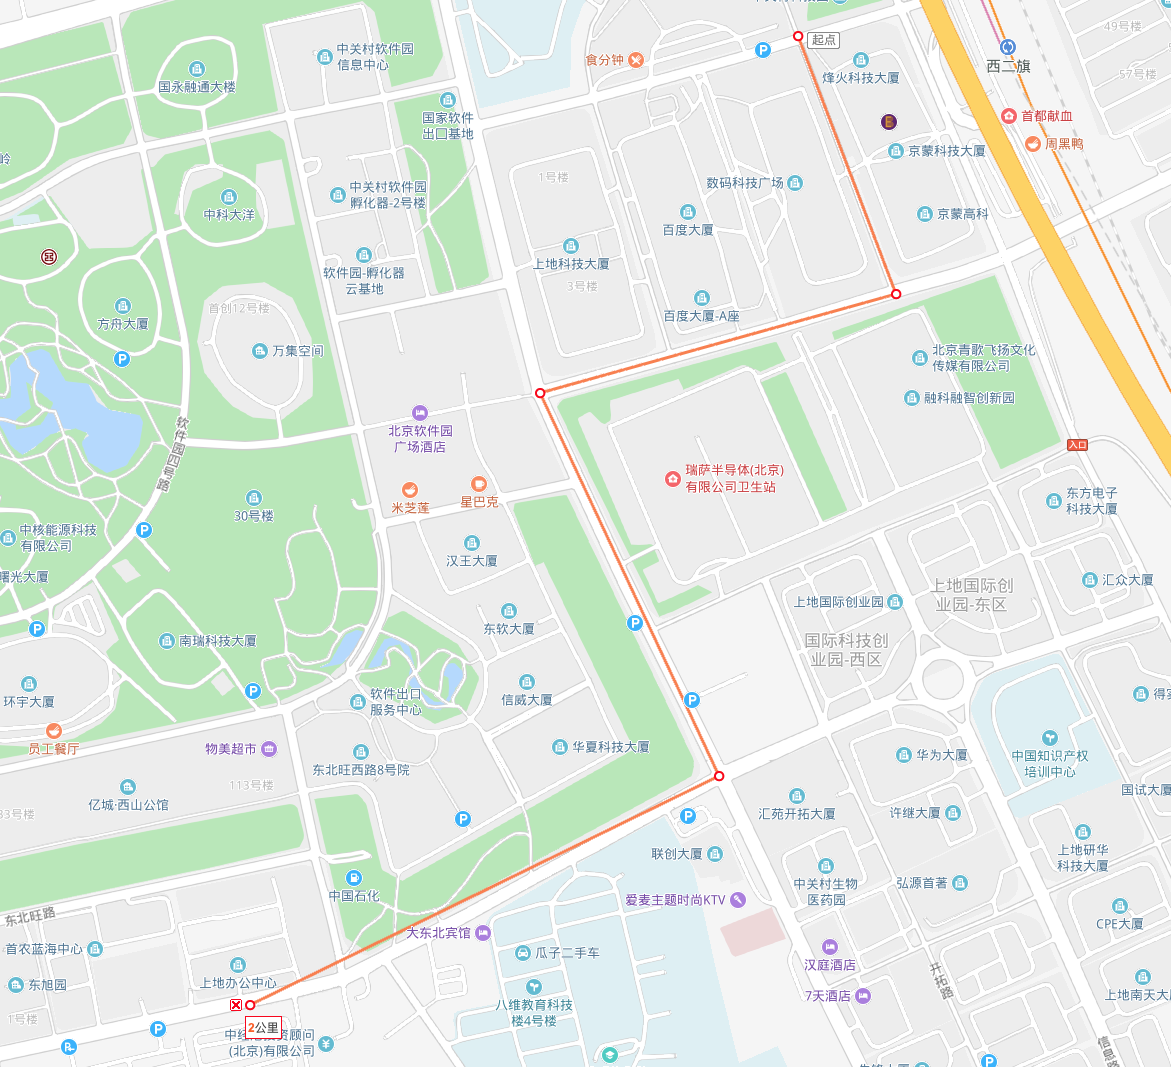 起点
49号楼
西二旗
57号楼
中关村软件园
信息中心
食分钟
烽火科技大厦
国永融通大楼
国家软件
出口基地
首都献血
周黑鸭
京蒙科技大厦
岭
1号楼
数码科技广场
中关村软件园
孵化器-2号楼
中科大洋
京蒙高科
百度大厦
上地科技大厦
软件园-孵化器
云基地
3号楼
首创12号楼
方舟大厦
百度大厦-A座
万集空间
北京青歌飞扬文化
传媒有限公司
融科融智创新园
软件园四号路
北京软件园
广场酒店
入口
瑞萨半导体(北京)
有限公司卫生站
米芝莲
星巴克
30号楼
东方电子
科技大厦
中核能源科技
有限公司
汉王大厦
曙光大厦
汇众大厦
上地国际创
业园-东区
上地国际创业园
东软大厦
南瑞科技大厦
国际科技创
业园-西区
环宇大厦
软件出口
服务中心
信威大厦
员工餐厅
物美超市
华夏科技大厦
华为大厦
中国知识产权
培训中心
东北旺西路8号院
113号楼
亿城·西山公馆
33号楼
国试大厦
汇苑开拓大厦
许继大厦
联创大厦
上地研华
科技大厦
中国石化
中关村生物
医药园
弘源首著
爱麦主题时尚KTV
CPE大厦
东北旺路
大东北宾馆
首农蓝海中心
瓜子二手车
汉庭酒店
上地办公中心
东旭园
开拓路
7天酒店
八维教育科技
楼4号楼
1号楼
2公里
(北京)有限公司
信息路